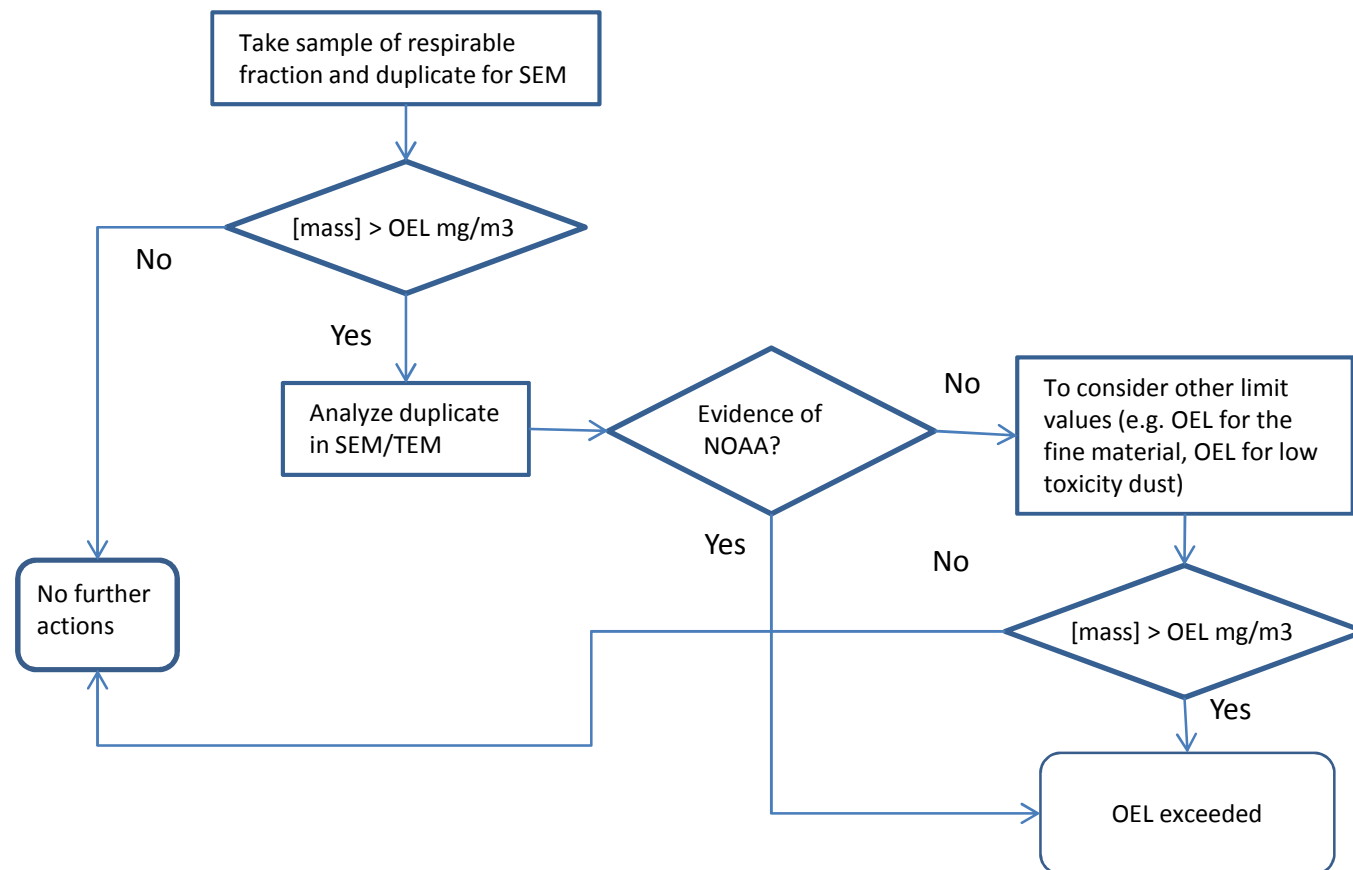 Take sample of respirable
fraction and duplicate for SEM
[mass] > OEL mg/m3
No
Yes
Analyze duplicate
in SEM/TEM
Evidence of
NOAA?
No
To consider other limit
values (e.g. OEL for the
fine material, OEL for low
toxicity dust)
Yes
No
No further
actions
[mass] > OEL mg/m3
Yes
OEL exceeded